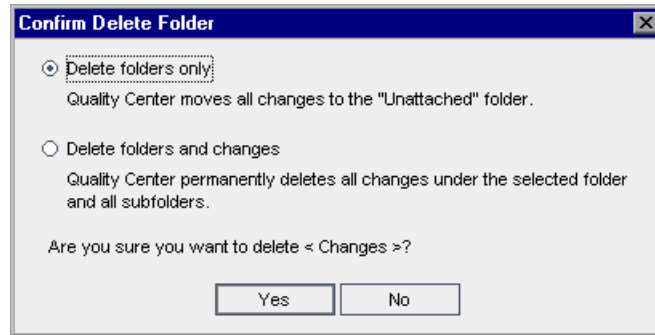 Confirm Delete Folder
Delete folders only
Quality Center moves all changes to the "Unattached" folder.
Delete folders and changes
Quality Center permanently deletes all changes under the selected folder
and all subfolders.
Are you sure you want to delete < Changes >?
Yes No